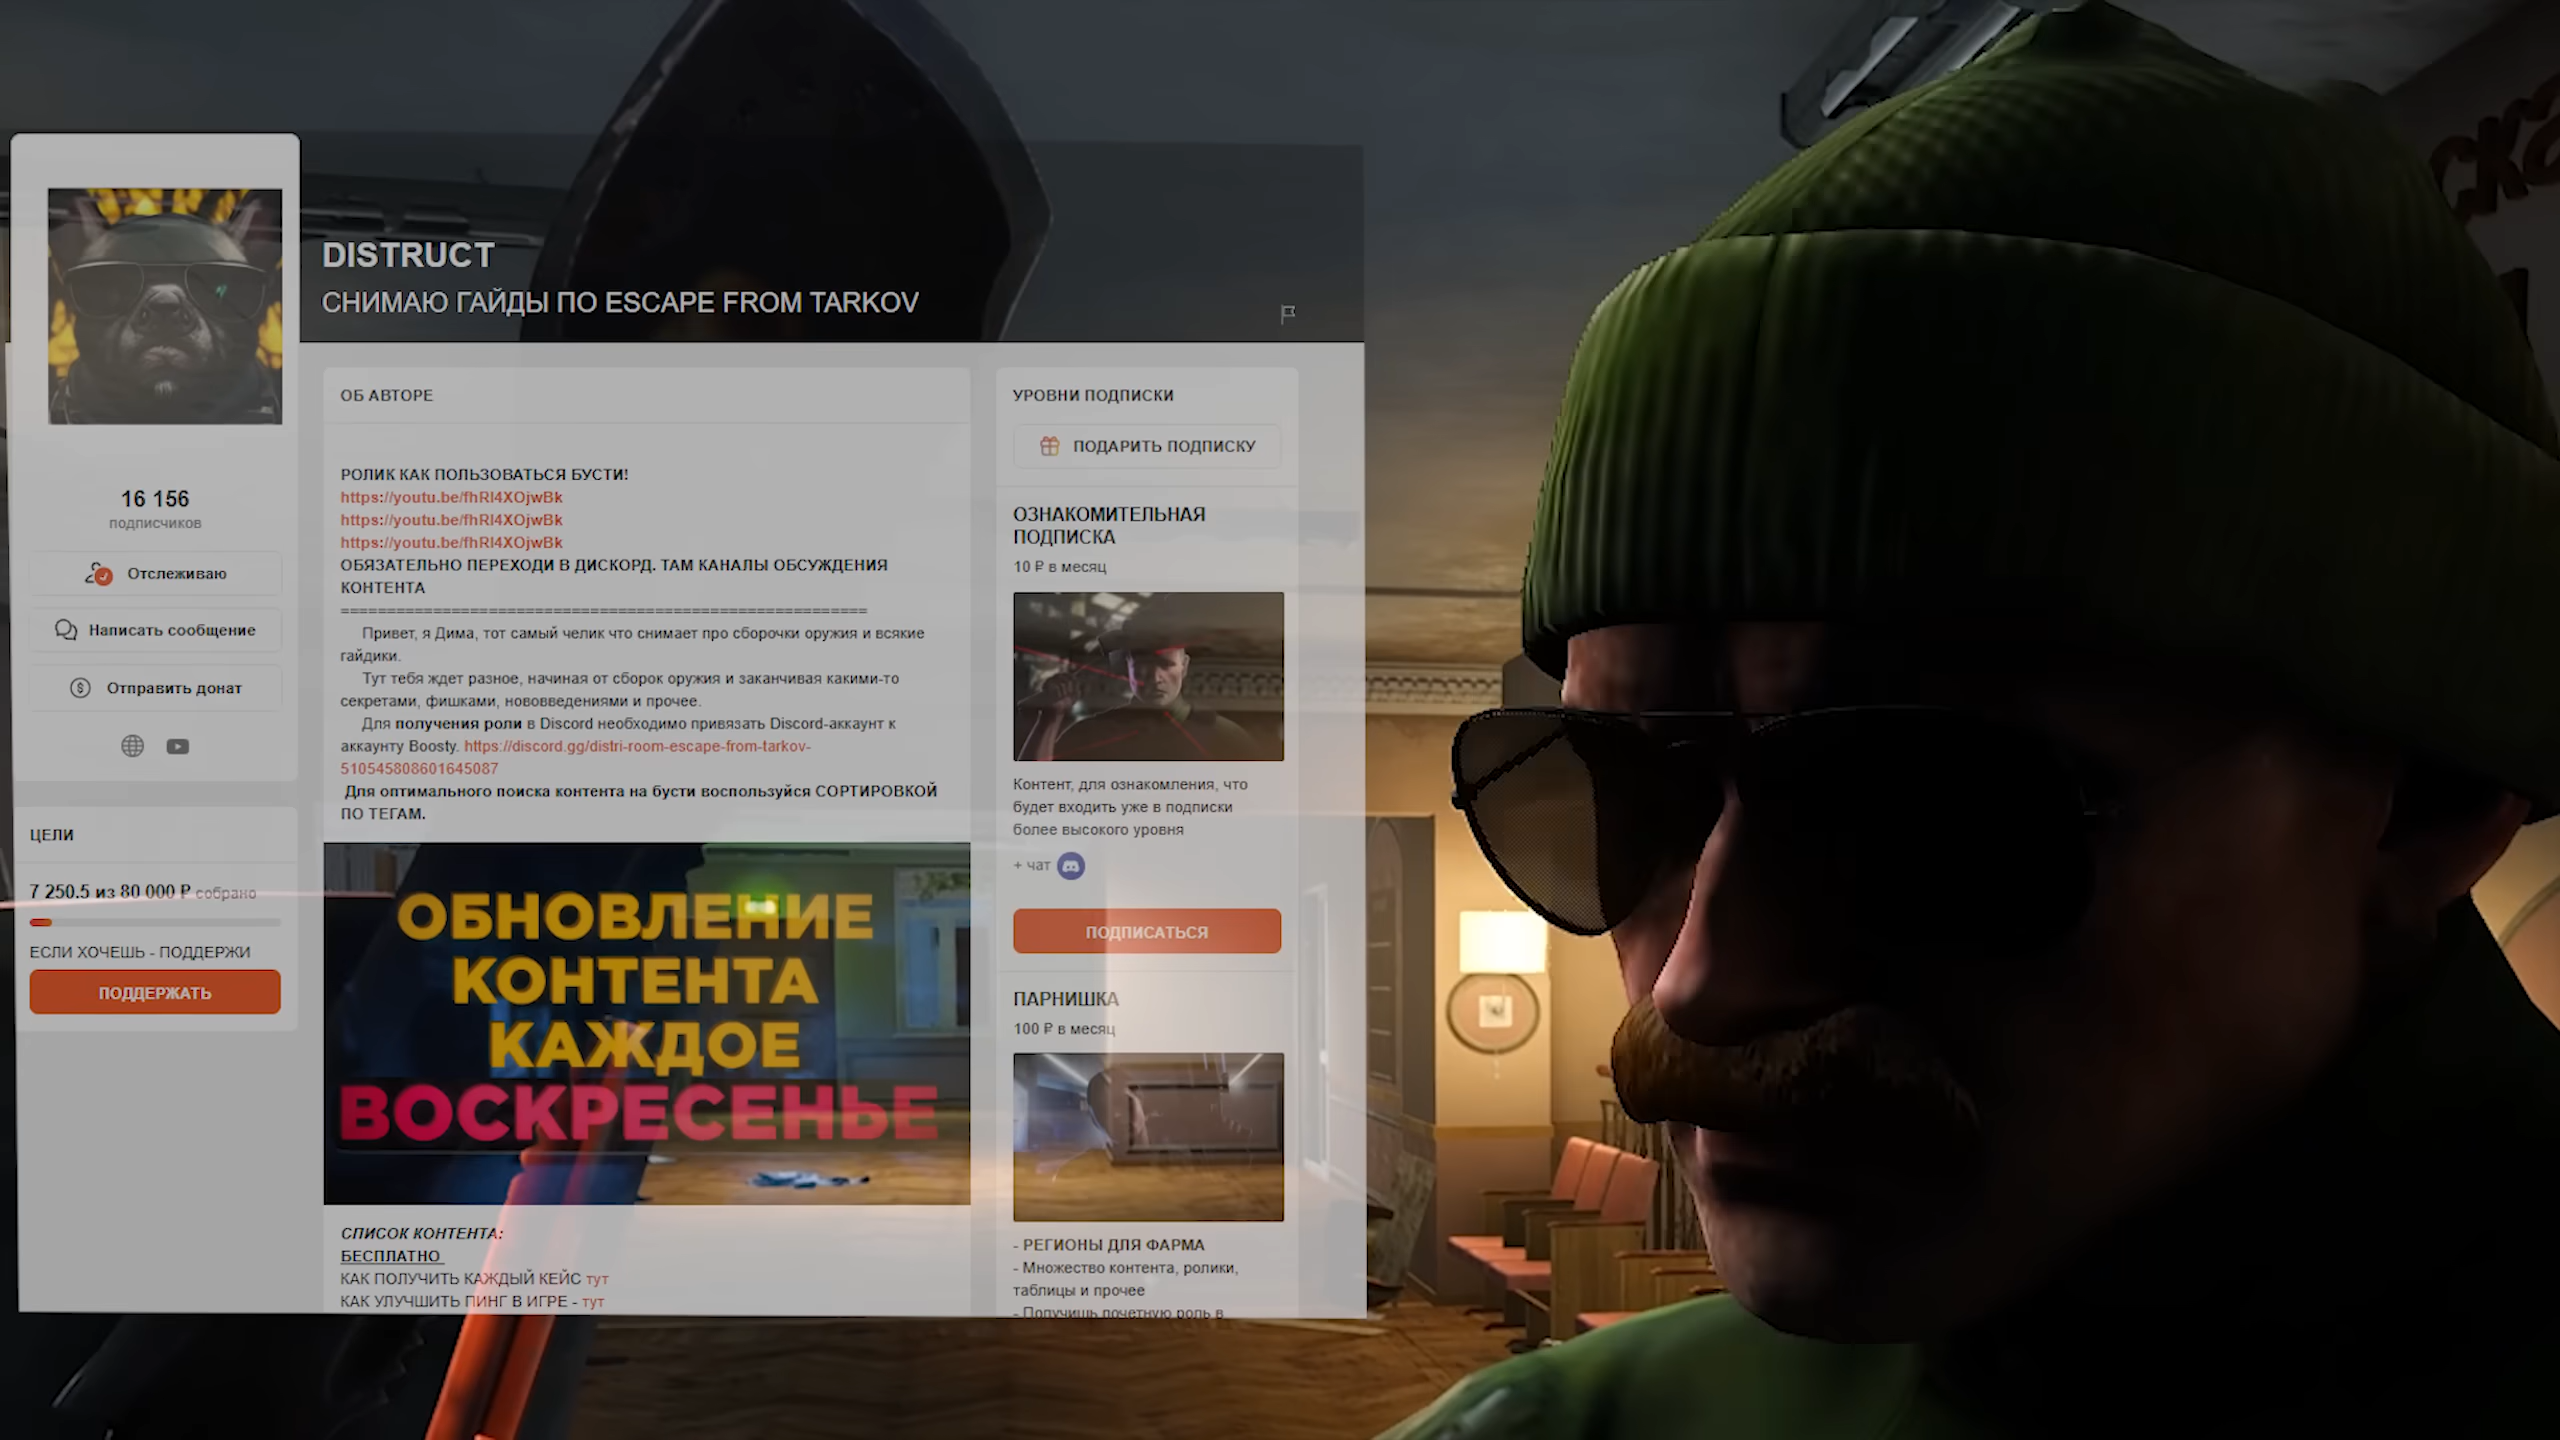 DISTRUCT
СНИМАЮ ГАЙДЫ ПО ESCAPE FROM TARKOV
16 156
подписчиков
Отслеживаю
Написать сообщение
Отправить донат
ЦЕЛИ
7 250.5 из 80 000 ₽ собрано
ЕСЛИ ХОЧЕШЬ - ПОДДЕРЖИ
ПОДДЕРЖАТЬ
ОБ АВТОРЕ
РОЛИК КАК ПОЛЬЗОВАТЬСЯ БУСТИ!
https://youtu.be/fhRI4XOjwBk
https://youtu.be/fhRI4XOjwBk
https://youtu.be/fhRI4XOjwBk
ОБЯЗАТЕЛЬНО ПЕРЕХОДИ В ДИСКОРД. ТАМ КАНАЛЫ ОБСУЖДЕНИЯ
КОНТЕНТА
=========================================================
Привет, я Дима, тот самый челик что снимает про сборочки оружия и всякие
гайдики.
Тут тебя ждет разное, начиная от сборок оружия и заканчивая какими-то
секретами, фишками, нововведениями и прочее.
Для получения роли в Discord необходимо привязать Discord-аккаунт к
аккаунту Boosty. https://discord.gg/distri-room-escape-from-tarkov-
510545808601645087
Для оптимального поиска контента на бусти воспользуйся СОРТИРОВКОЙ
ПО ТЕГАМ.
ОБНОВЛЕНИЕ
КОНТЕНТА
КАЖДОЕ
ВОСКРЕСЕНЬЕ
СПИСОК КОНТЕНТА:
БЕСПЛАТНО
КАК ПОЛУЧИТЬ КАЖДЫЙ КЕЙС тут
КАК УЛУЧШИТЬ ПИНГ В ИГРЕ - тут
УРОВНИ ПОДПИСКИ
ПОДАРИТЬ ПОДПИСКУ
ОЗНАКОМИТЕЛЬНАЯ
ПОДПИСКА
10 ₽ в месяц
Контент, для ознакомления, что
будет входить уже в подписки
более высокого уровня
+ чат
ПОДПИСАТЬСЯ
ПАРНИШКА
100 ₽ в месяц
- РЕГИОНЫ ДЛЯ ФАРМА
- Множество контента, ролики,
таблицы и прочее
- Получишь почетную роль в